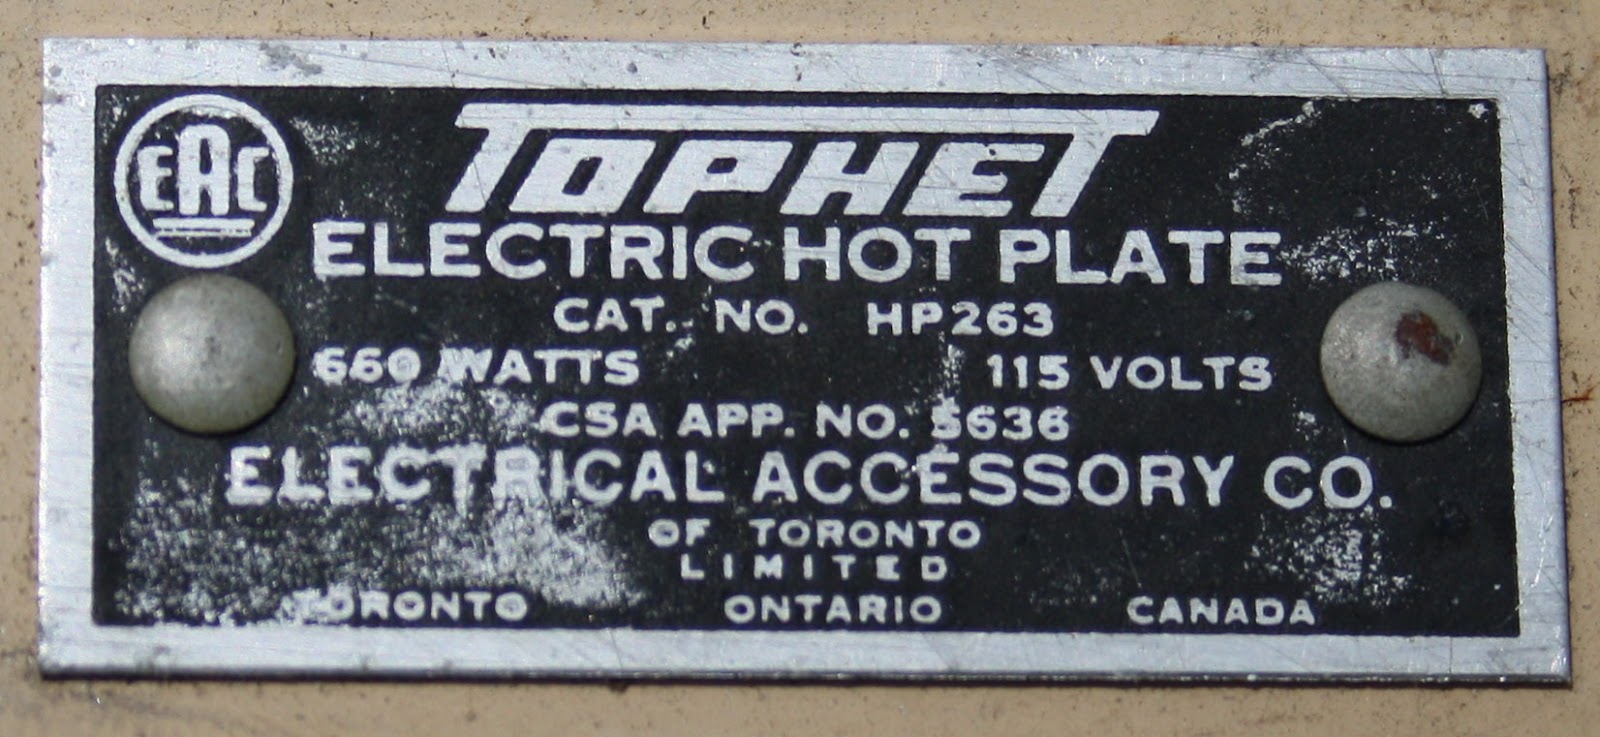 EAC
TOPHET
ELECTRIC HOT PLATE
CAT. NO. HP263
660 WATTS 115 VOLTS
CSA APP. NO. 5636
ELECTRICAL ACCESSORY CO.
OF TORONTO
LIMITED
TORONTO ONTARIO CANADA